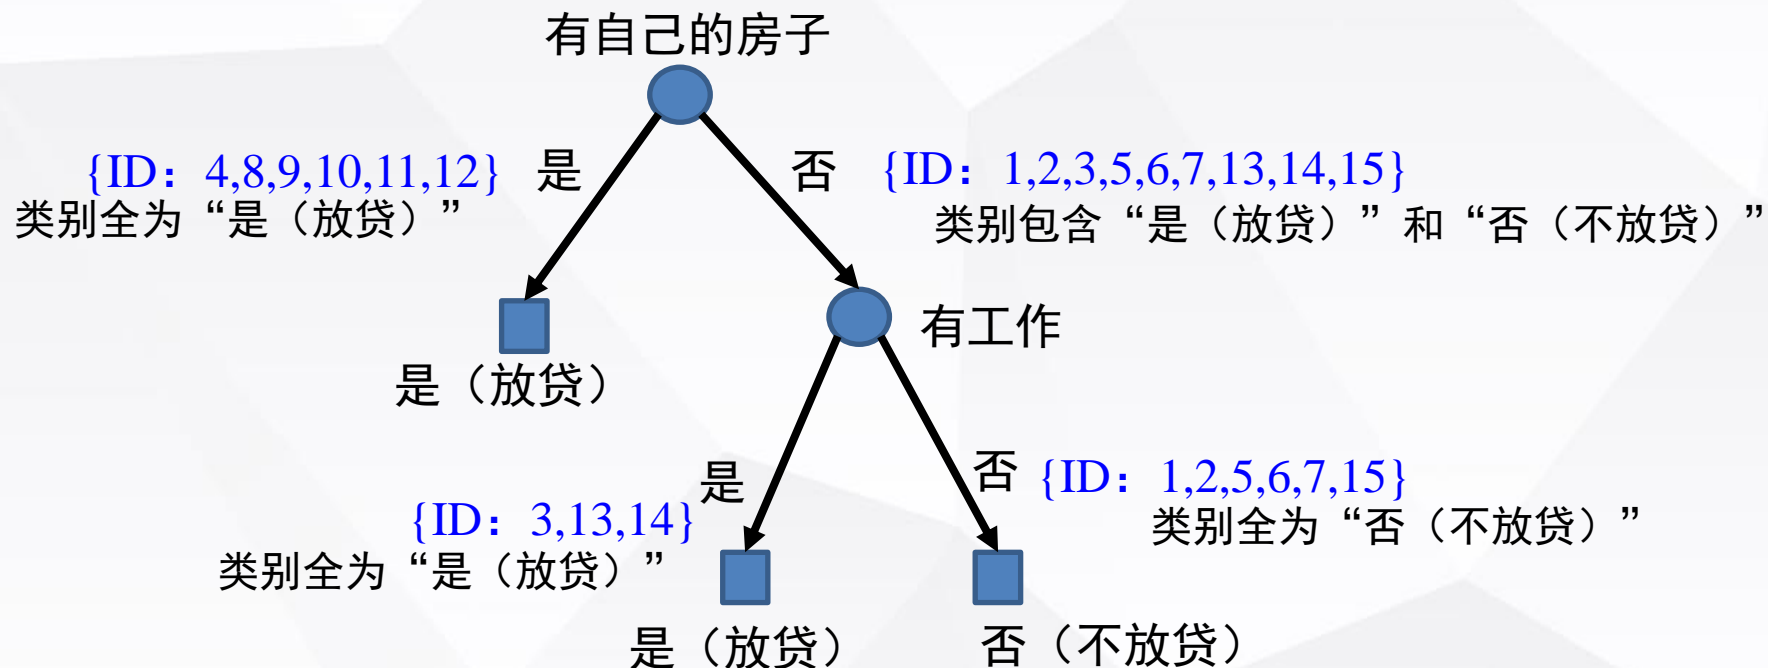 有自己的房子
{ID：4,8,9,10,11,12}
是
否
{ID：1,2,3,5,6,7,13,14,15}
类别全为“是（放贷）”
类别包含“是（放贷）”和“否（不放贷）”
有工作
是（放贷）
是
否
{ID：1,2,5,6,7,15}
{ID：3,13,14}
类别全为“否（不放贷）”
类别全为“是（放贷）”
是（放贷）
否（不放贷）